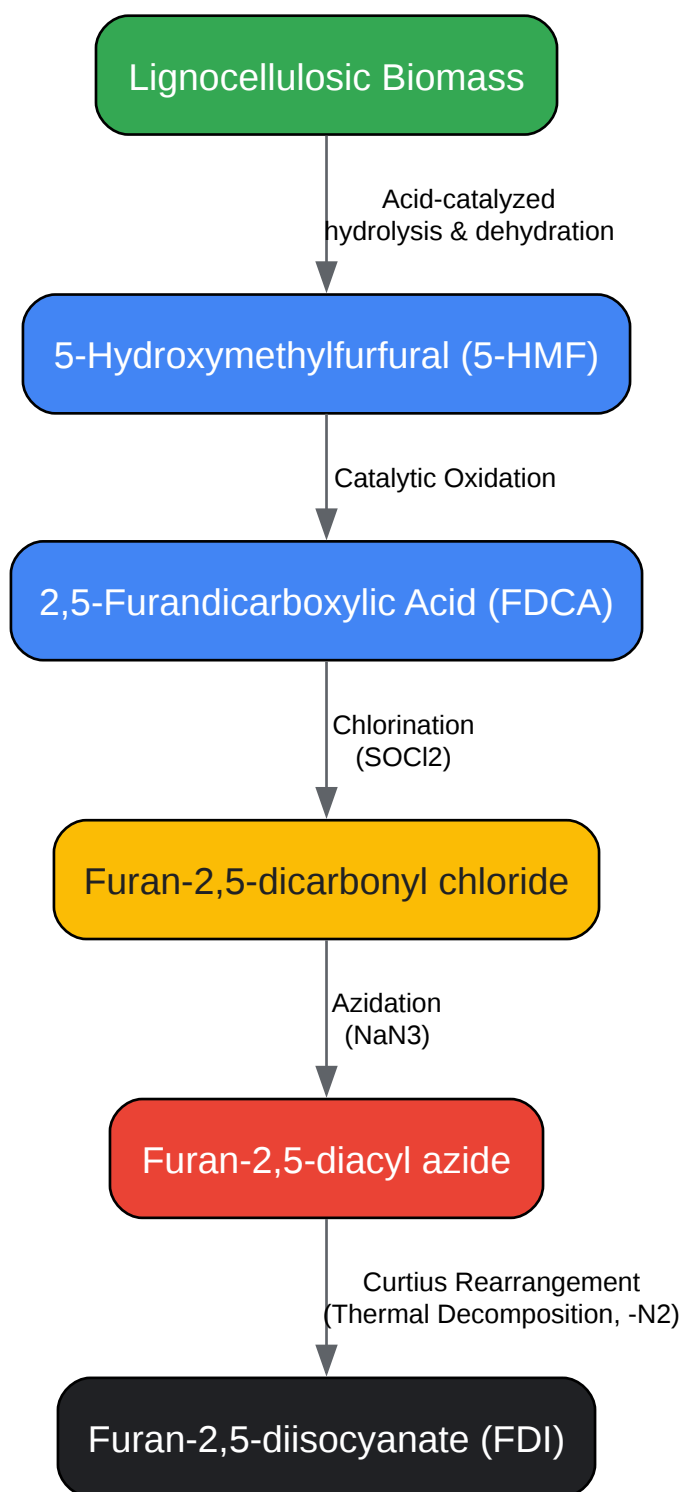 Lignocellulosic Biomass
Acid-catalyzed
hydrolysis & dehydration
5-Hydroxymethylfurfural (5-HMF)
Catalytic Oxidation
2,5-Furandicarboxylic Acid (FDCA)
Chlorination
(SOCl2)
Furan-2,5-dicarbonyl chloride
Azidation
(NaN3)
Furan-2,5-diacyl azide
Curtius Rearrangement
(Thermal Decomposition, -N2)
Furan-2,5-diisocyanate (FDI)